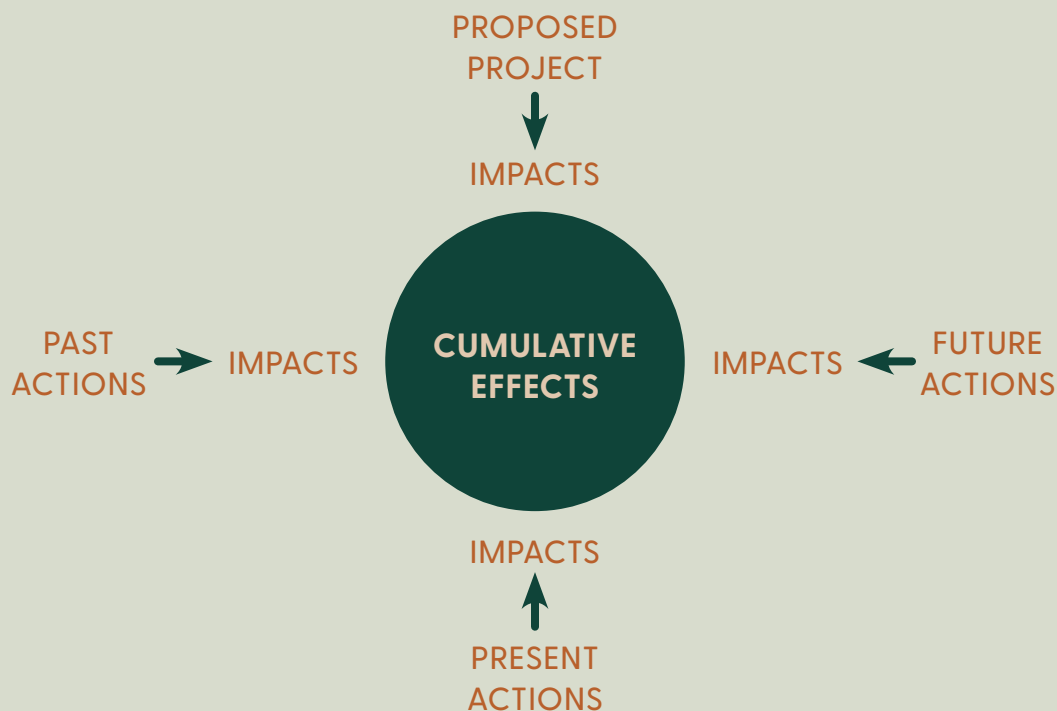 PROPOSED
PROJECT
IMPACTS
PAST
ACTIONS
IMPACTS
CUMULATIVE
EFFECTS
IMPACTS
FUTURE
ACTIONS
IMPACTS
PRESENT
ACTIONS